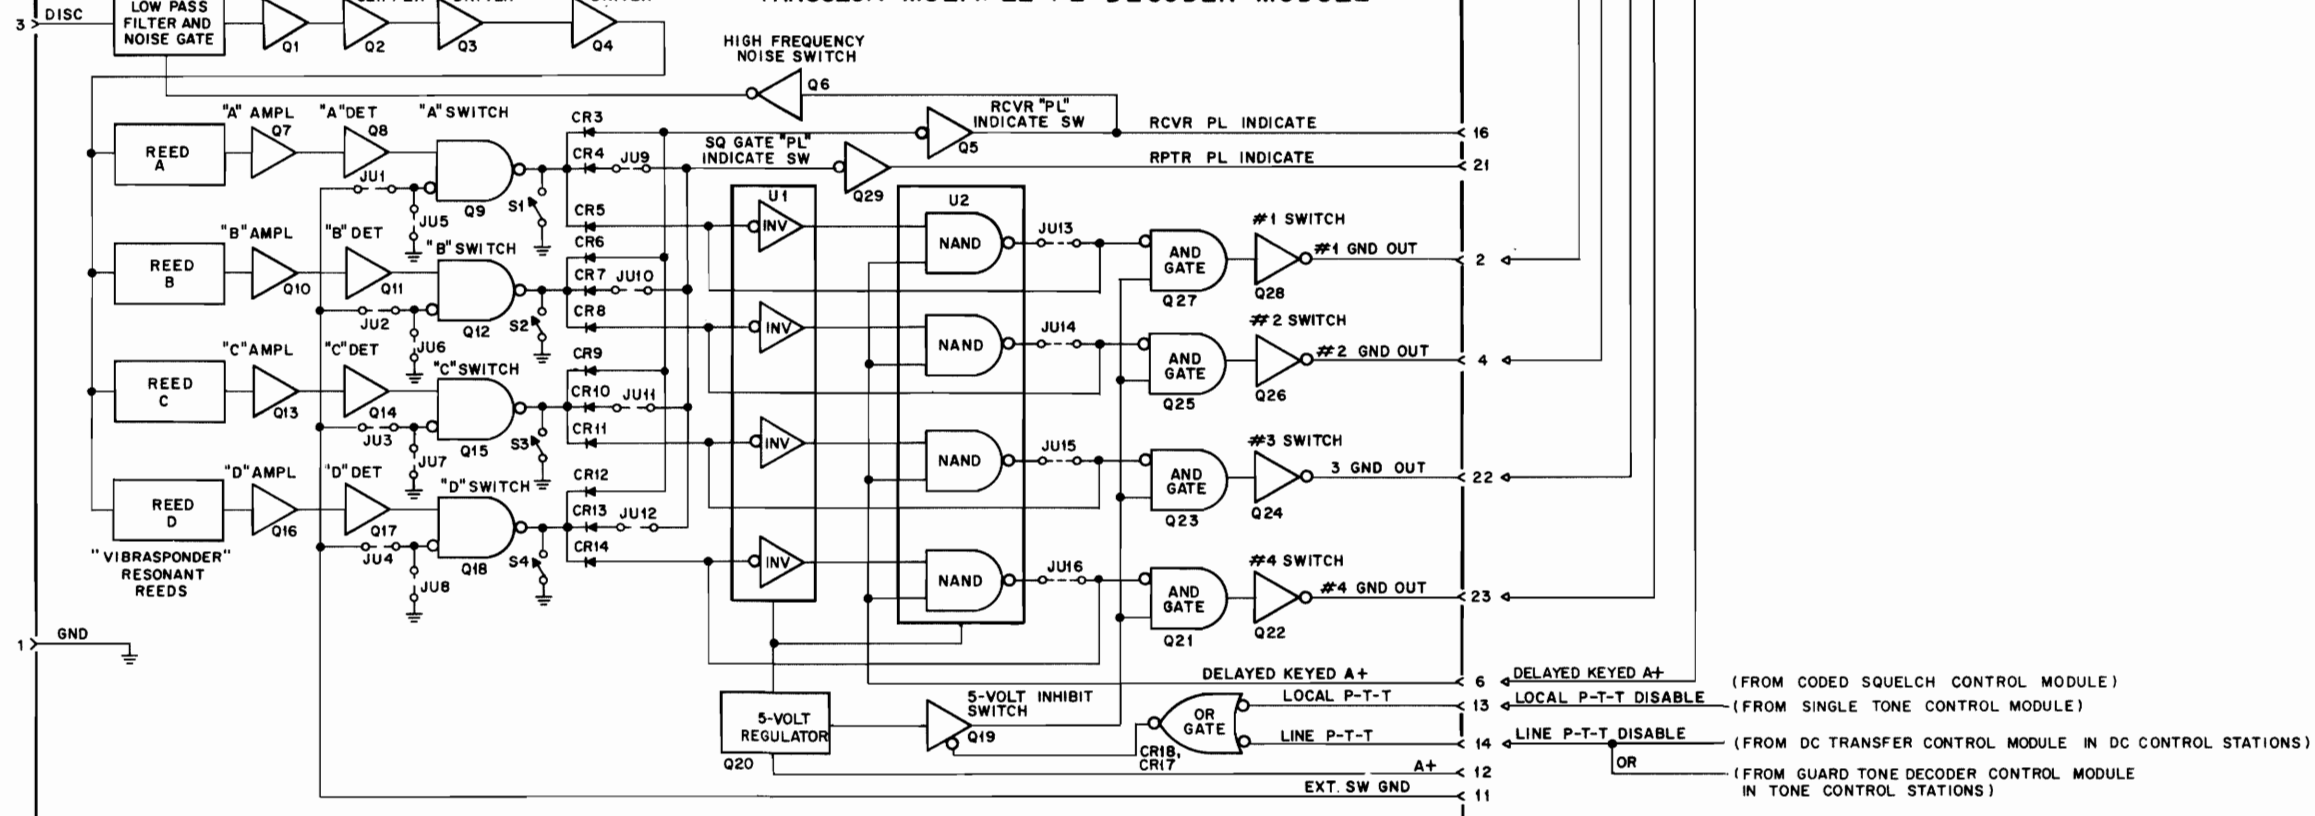 3
DISC
LOW PASS
FILTER AND
NOISE GATE
Q1
Q2
Q3
Q4
HIGH FREQUENCY
NOISE SWITCH
Q6
"A" AMPL
Q7
"A" DET
Q8
"A" SWITCH
REED
A
JU1
JU5
Q9
S1
CR3
CR4
JU9
CR5
RCVR "PL"
INDICATE SW
Q5
RCVR PL INDICATE
16
SQ GATE "PL"
INDICATE SW
Q29
RPTR PL INDICATE
21
U1
U2
INV
NAND
JU13
AND
GATE
Q27
#1 SWITCH
Q28
#1 GND OUT
2
"B" AMPL
"B" DET
"B" SWITCH
REED
B
Q10
Q11
JU2
JU6
Q12
S2
CR6
CR7
JU10
CR8
INV
NAND
JU14
AND
GATE
Q25
#2 SWITCH
Q26
#2 GND OUT
4
"C" AMPL
"C" DET
"C" SWITCH
REED
C
Q13
Q14
JU3
JU7
Q15
S3
CR9
CR10
JU11
CR11
INV
NAND
JU15
AND
GATE
Q23
#3 SWITCH
Q24
3 GND OUT
22
"D" AMPL
"D" DET
"D" SWITCH
REED
D
Q16
Q17
JU4
JU8
Q18
S4
CR12
CR13
JU12
CR14
INV
NAND
JU16
AND
GATE
Q21
#4 SWITCH
Q22
#4 GND OUT
23
"VIBRASPONDER"
RESONANT
REEDS
1
GND
DELAYED KEYED A+
6
DELAYED KEYED A+
(FROM CODED SQUELCH CONTROL MODULE)
5-VOLT
REGULATOR
Q20
5-VOLT INHIBIT
SWITCH
Q19
OR
GATE
CR18,
CR17
LOCAL P-T-T
13
LOCAL P-T-T DISABLE
(FROM SINGLE TONE CONTROL MODULE)
LINE P-T-T
14
LINE P-T-T DISABLE
(FROM DC TRANSFER CONTROL MODULE IN DC CONTROL STATIONS)
OR
(FROM GUARD TONE DECODER CONTROL MODULE
IN TONE CONTROL STATIONS)
A+
12
EXT. SW GND
11